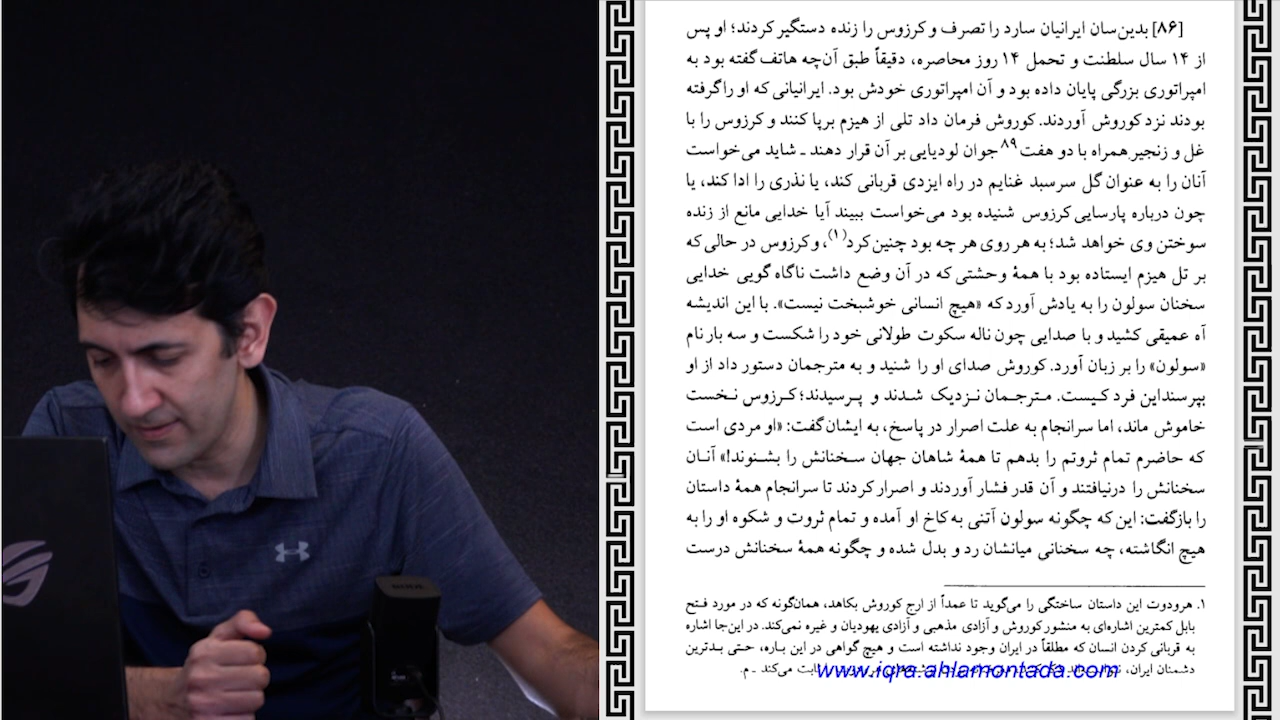 [۸۶] بدین‌سان ایرانیان سارد را تصرف و کرزوس را زنده دستگیر کردند؛ او پس
از ۱۴ سال سلطنت و تحمل ۱۴ روز محاصره، دقیقاً طبق آن‌چه هاتف گفته بود به
امپراتوری بزرگی پایان داده بود و آن امپراتوری خودش بود. ایرانیانی که او را گرفته
بودند نزد کوروش آوردند. کوروش فرمان داد تلی از هیزم برپا کنند و کرزوس را با
غل و زنجیر همراه با دو هفت۸۹ جوان لودیایی بر آن قرار دهند ـ شاید می‌خواست
آنان را به عنوان گل سرسبد غنایم در راه ایزدی قربانی کند، یا نذری را ادا کند، یا
چون درباره پارسایی کرزوس شنیده بود می‌خواست ببیند آیا خدایی مانع از زنده
سوختن وی خواهد شد؛ به هر روی هر چه بود چنین کرد(۱)، و کرزوس در حالی که
بر تل هیزم ایستاده بود با همهٔ وحشتی که در آن وضع داشت ناگاه گویی خدایی
سخنان سولون را به یادش آورد که «هیچ انسانی خوشبخت نیست». با این اندیشه
آه عمیقی کشید و با صدایی چون ناله سکوت طولانی خود را شکست و سه بار نام
«سولون» را بر زبان آورد. کوروش صدای او را شنید و به مترجمان دستور داد از او
بپرسند این فرد کیست. مترجمان نزدیک شدند و پرسیدند؛ کرزوس نخست
خاموش ماند، اما سرانجام به علت اصرار در پاسخ، به ایشان گفت: «او مردی است
که حاضرم تمام ثروتم را بدهم تا همهٔ شاهان جهان سخنانش را بشنوند!» آنان
سخنانش را درنیافتند و آن قدر فشار آوردند و اصرار کردند تا سرانجام همهٔ داستان
را بازگفت: این که چگونه سولون آتنی به کاخ او آمده و تمام ثروت و شکوه او را به
هیچ انگاشته، چه سخنانی میانشان رد و بدل شده و چگونه همهٔ سخنانش درست
۱. هرودوت این داستان ساختگی را می‌گوید تا عمداً از ارج کوروش بکاهد، همان‌گونه که در مورد فتح
بابل کمترین اشاره‌ای به منشور کوروش و آزادی مذهبی و آزادی یهودیان و غیره نمی‌کند. در این‌جا اشاره
به قربانی کردن انسان که مطلقاً در ایران وجود نداشته است و هیچ گواهی در این باره، حتی بدترین
دشمنان ایران، ثابت می‌کند ـ م.
www.iqra.ahlamontada.com